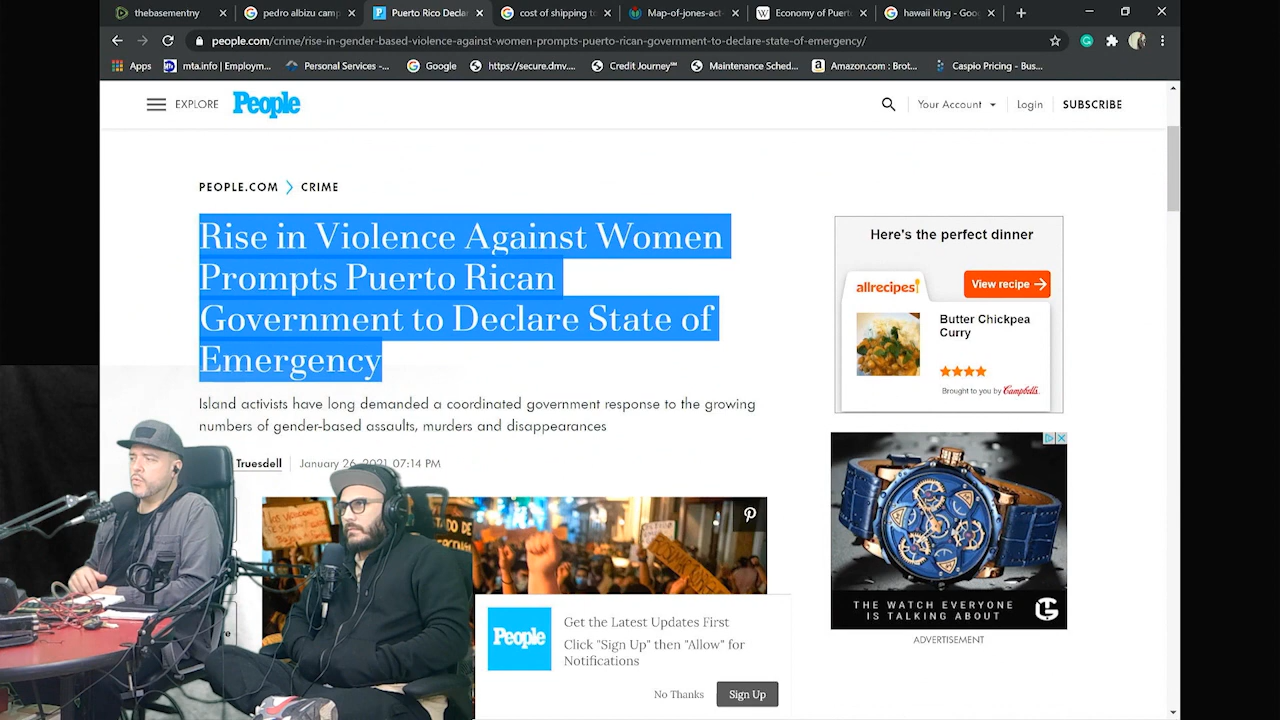 thebasementny
pedro albizu camp
Puerto Rico Decla
cost of shipping to
Map-of-jones-act-
Economy of Puert
hawaii king - Goo
people.com/crime/rise-in-gender-based-violence-against-women-prompts-puerto-rican-government-to-declare-state-of-emergency/
Apps
mta.info | Employm...
Personal Services -...
Google
https://secure.dmv....
Credit Journey℠
Maintenance Sched...
Amazon.com : Brot...
Caspio Pricing - Bus...
EXPLORE
People
Your Account
Login
SUBSCRIBE
PEOPLE.COM
CRIME
Rise in Violence Against Women
Prompts Puerto Rican
Government to Declare State of
Emergency
Island activists have long demanded a coordinated government response to the growing
numbers of gender-based assaults, murders and disappearances
Truesdell
January 26, 2021 07:14 PM
Here's the perfect dinner
allrecipes!
View recipe
Butter Chickpea
Curry
Brought to you by Campbell's.
THE WATCH EVERYONE
IS TALKING ABOUT
ADVERTISEMENT
People
Get the Latest Updates First
Click "Sign Up" then "Allow" for
Notifications
No Thanks
Sign Up